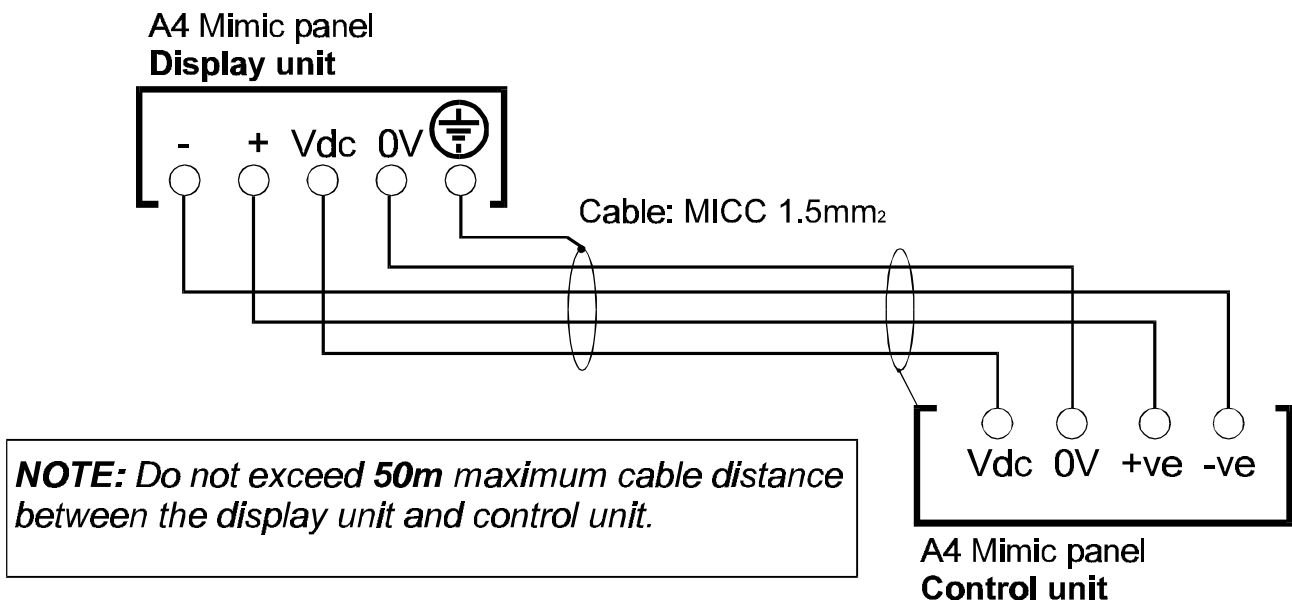 A4 Mimic panel
Display unit
- + Vdc 0V
Cable: MICC 1.5mm2
Vdc 0V +ve -ve
NOTE: Do not exceed 50m maximum cable distance
between the display unit and control unit.
A4 Mimic panel
Control unit